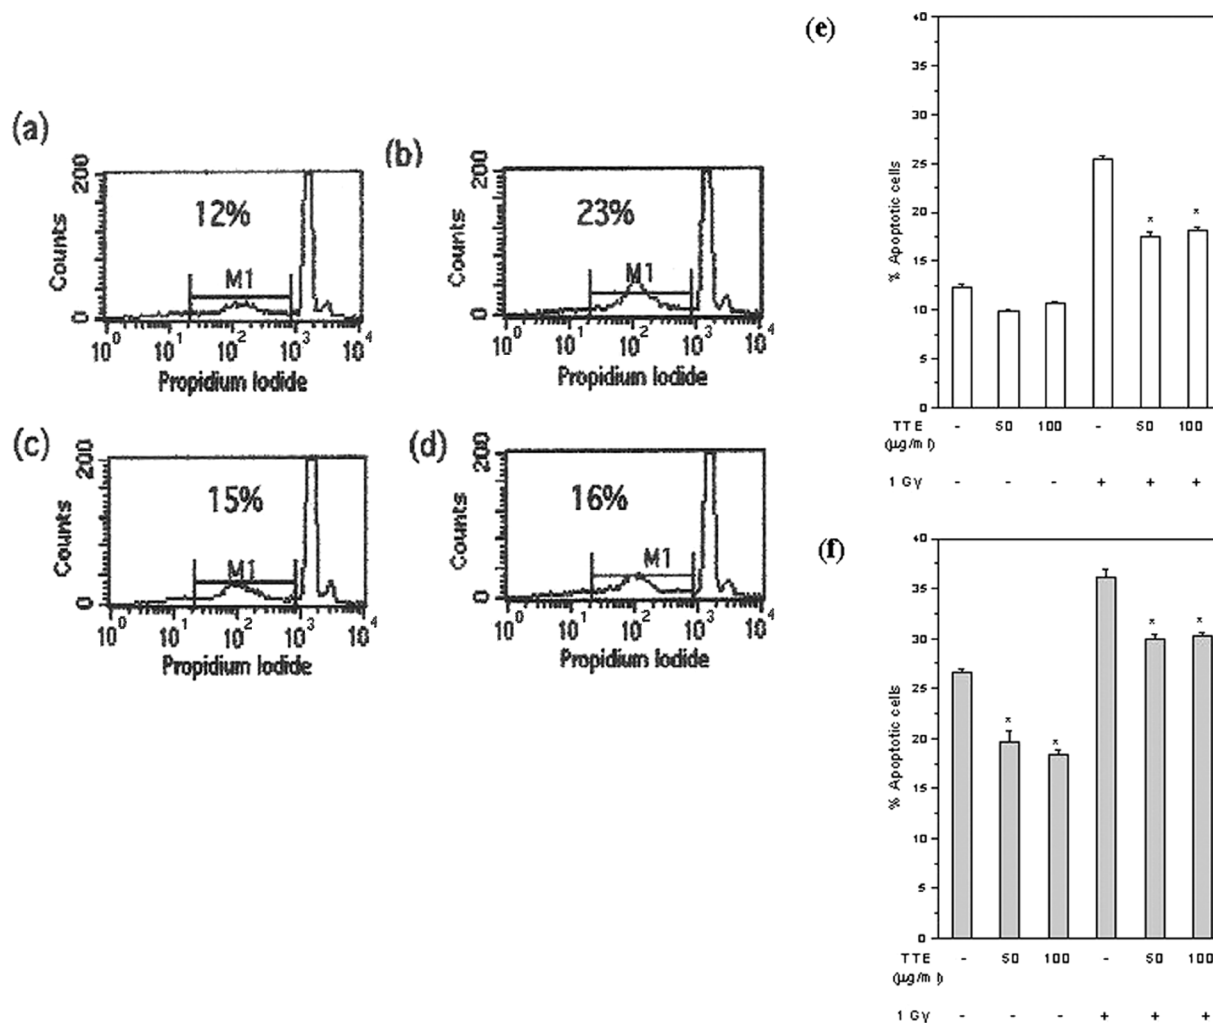 (a)
200
Counts
0
12%
M1
10^0 10^1 10^2 10^3 10^4
Propidium Iodide
(b)
200
Counts
0
23%
M1
10^0 10^1 10^2 10^3 10^4
Propidium Iodide
(c)
200
Counts
0
15%
M1
10^0 10^1 10^2 10^3 10^4
Propidium Iodide
(d)
200
Counts
0
16%
M1
10^0 10^1 10^2 10^3 10^4
Propidium Iodide
(e)
40
35
30
25
20
15
10
5
0
% Apoptotic cells
* *
TTE - 50 100 - 50 100
(µg/ml)
1 Gy - - - + + +
(f)
40
35
30
25
20
15
10
5
0
% Apoptotic cells
* * * *
TTE - 50 100 - 50 100
(µg/ml)
1 Gy - - - + + +